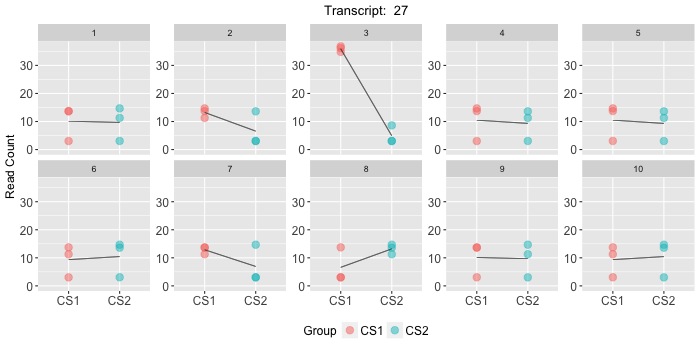 Transcript: 27
1 2 3 4 5
30
20
10
0
Read Count
6 7 8 9 10
30
20
10
0
CS1 CS2 CS1 CS2 CS1 CS2 CS1 CS2 CS1 CS2
Group CS1 CS2